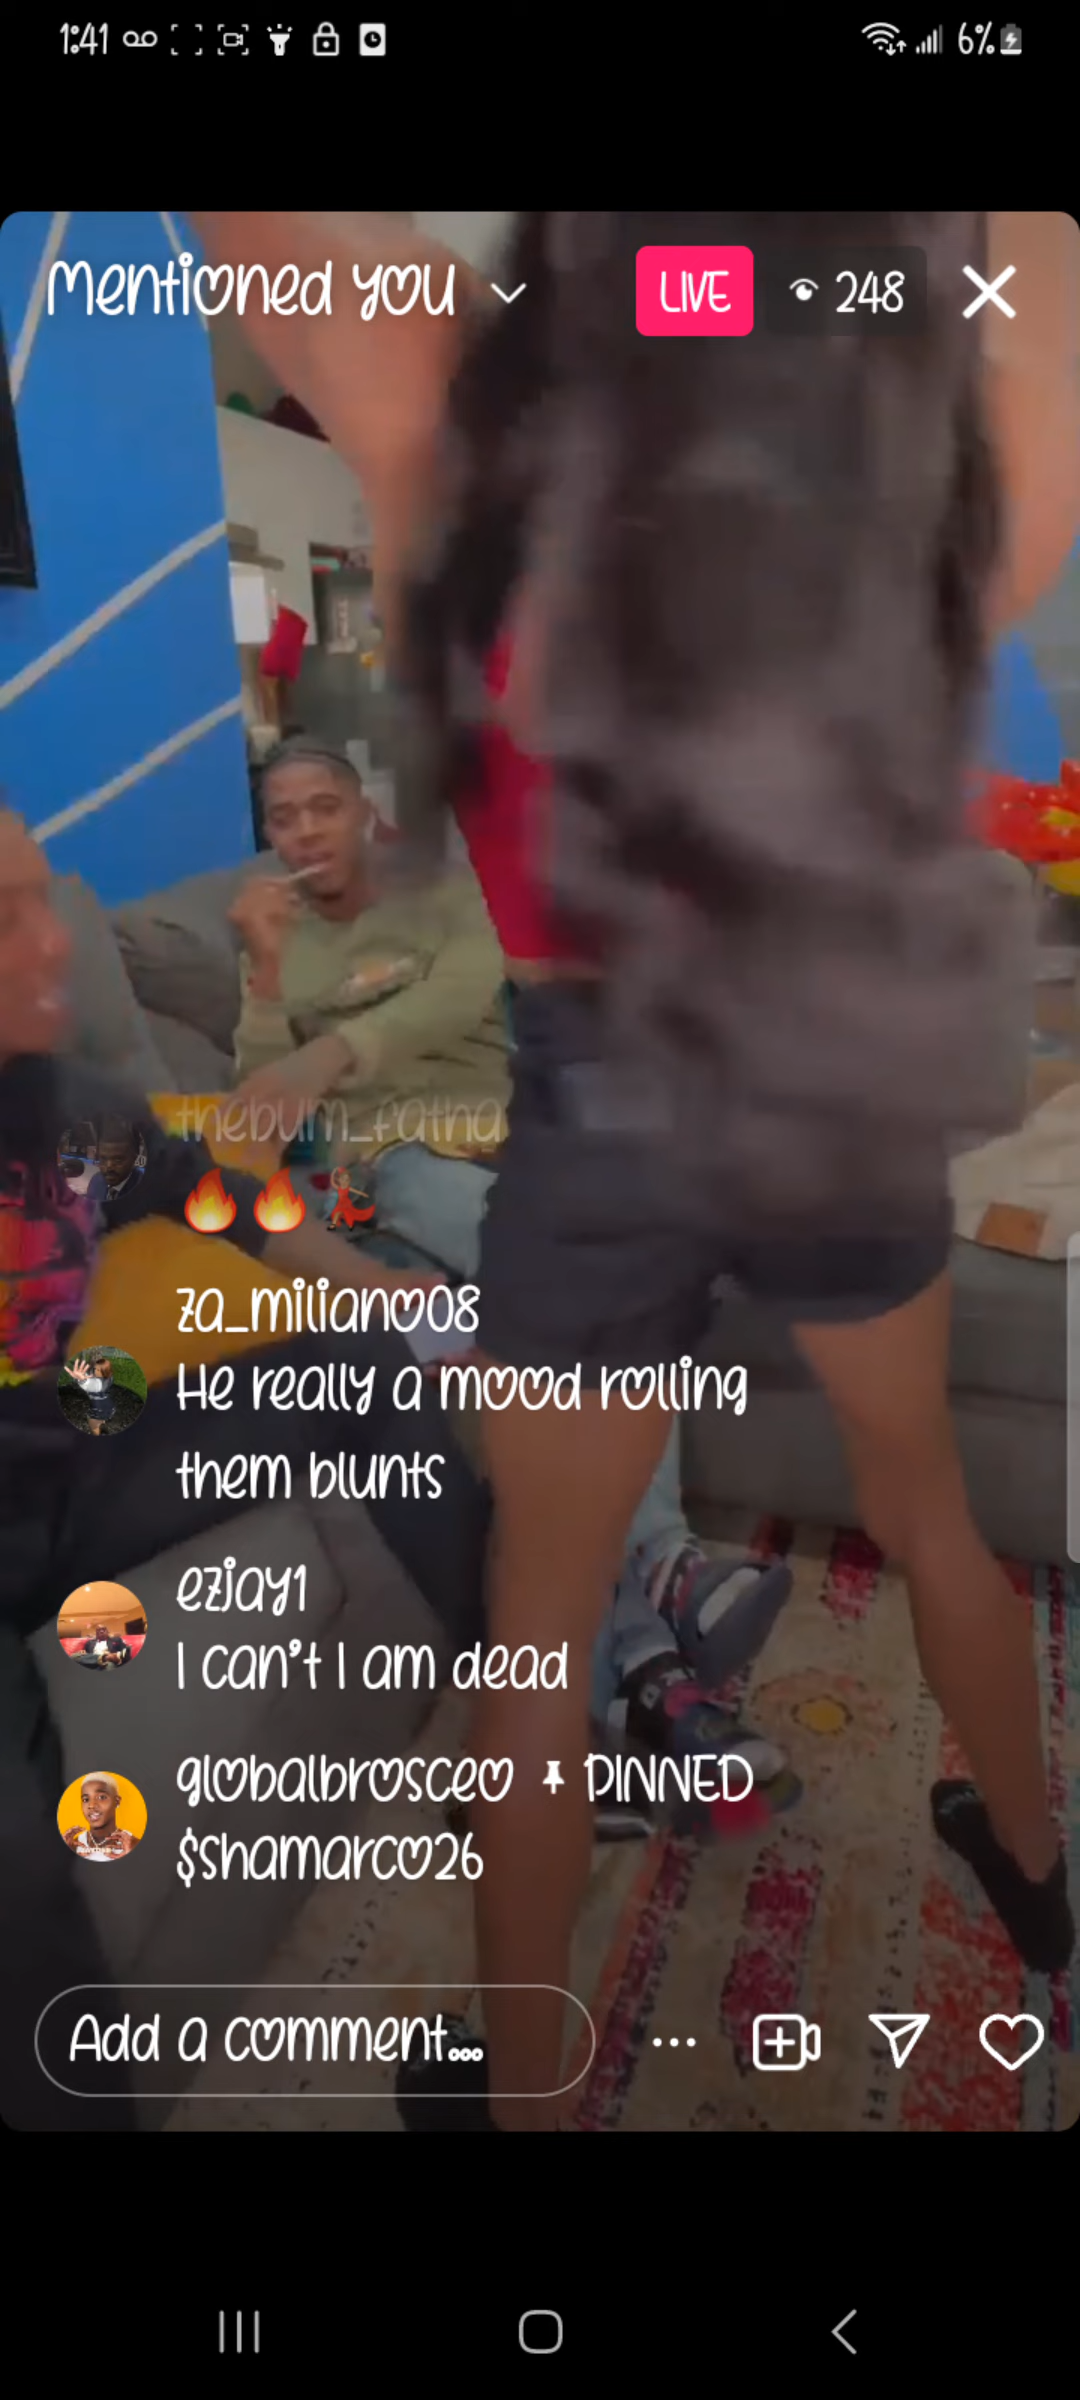 1:41
6%
Mentioned you
LIVE
248
thebum_fatha
🔥🔥💃🏽
za_miliano08
He really a mood rolling
them blunts
ezjay1
I can't I am dead
globalbrosceo PINNED
$shamarco26
Add a comment...